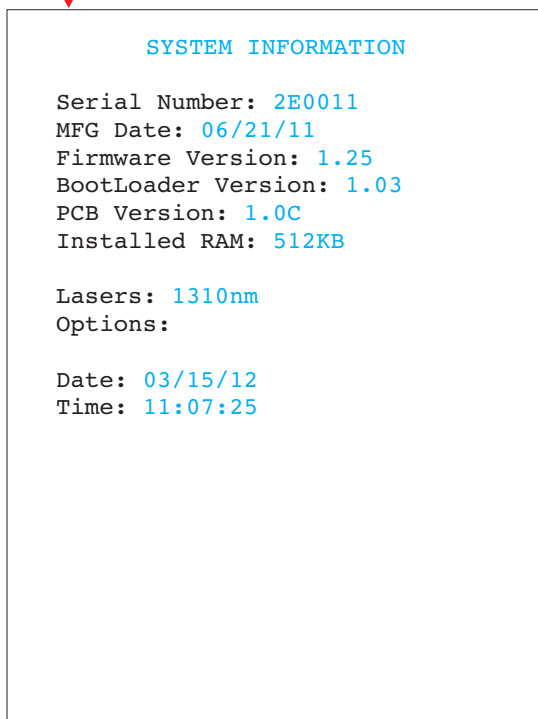 SYSTEM INFORMATION
Serial Number: 2E0011
MFG Date: 06/21/11
Firmware Version: 1.25
BootLoader Version: 1.03
PCB Version: 1.0C
Installed RAM: 512KB
Lasers: 1310nm
Options:
Date: 03/15/12
Time: 11:07:25